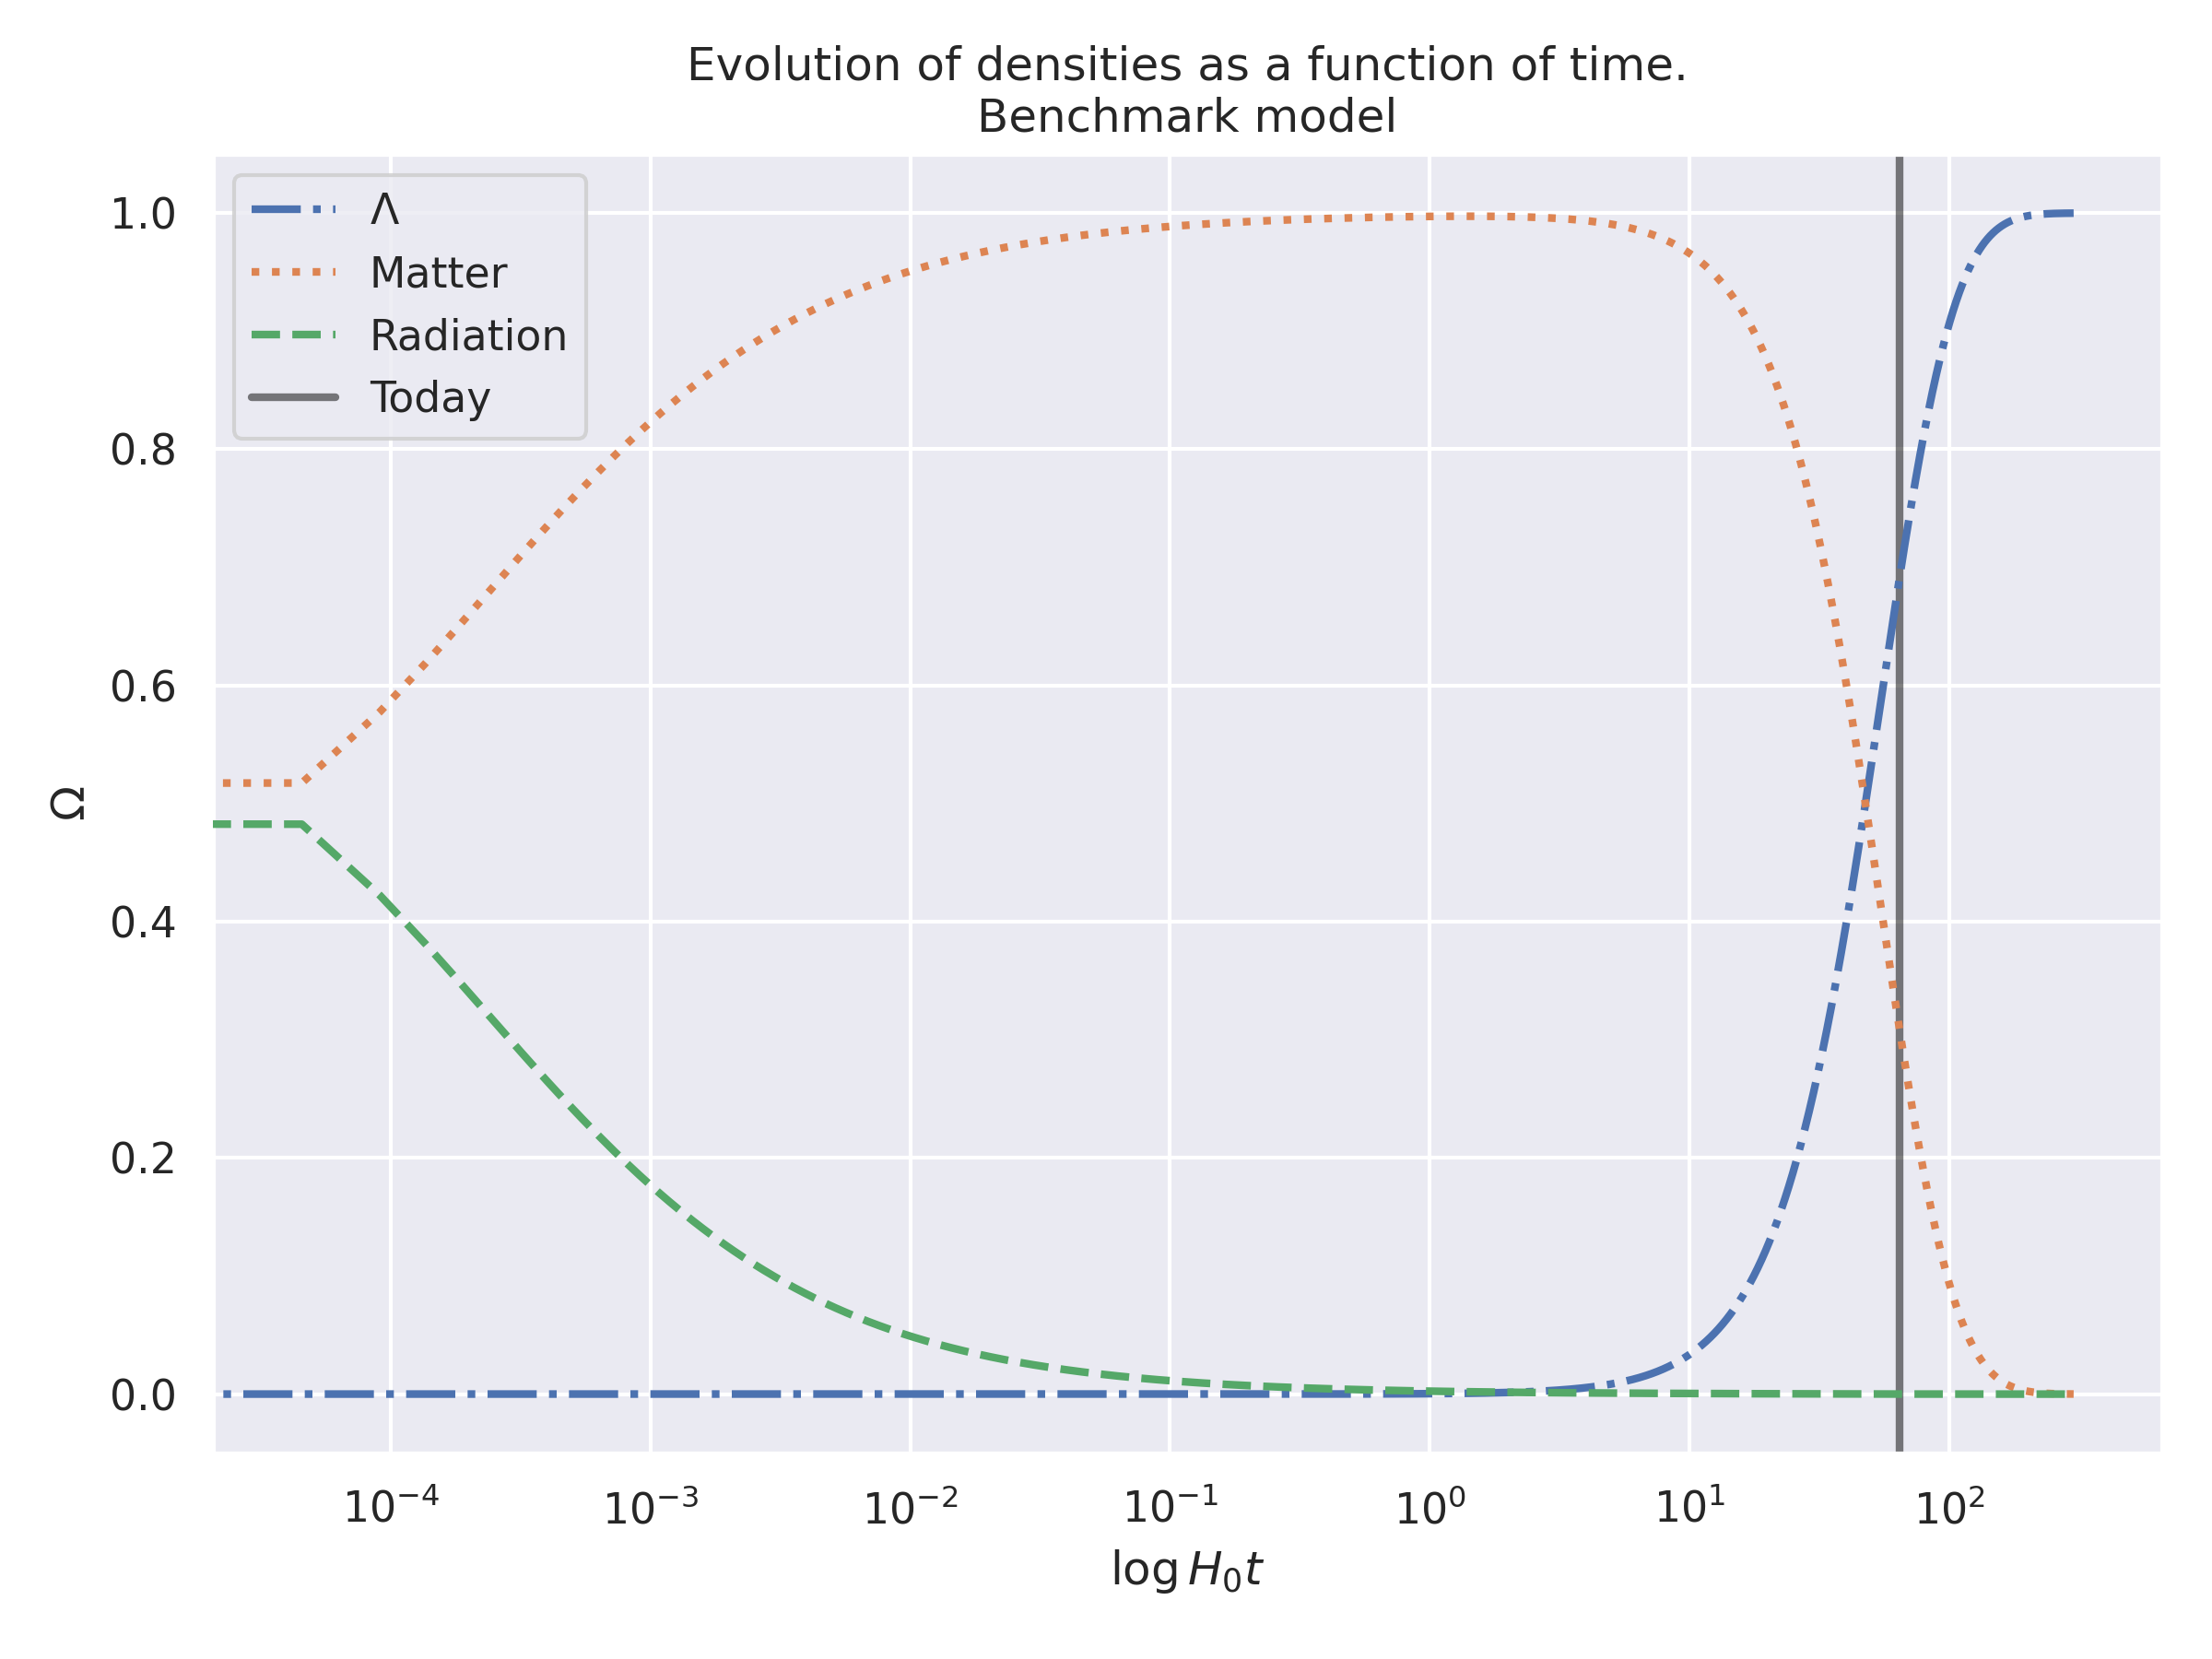 Evolution of densities as a function of time.
Benchmark model
Λ
Matter
Radiation
Today
1.0
0.8
0.6
0.4
0.2
0.0
Ω
10⁻⁴ 10⁻³ 10⁻² 10⁻¹ 10⁰ 10¹ 10²
log H₀t